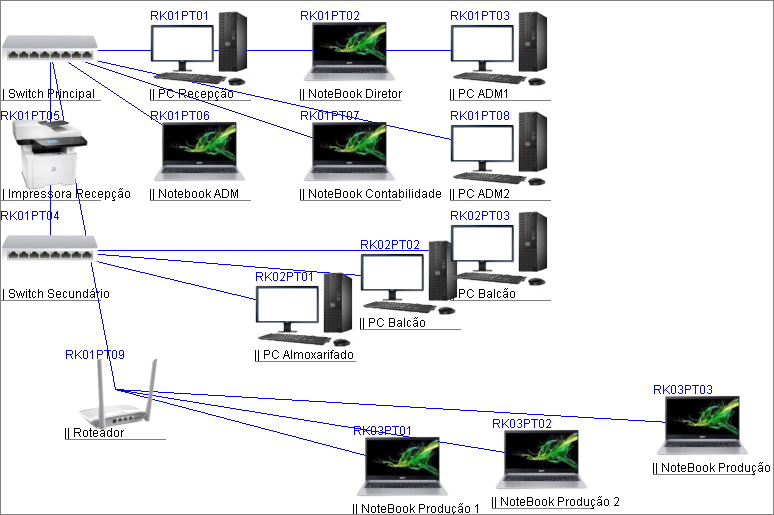 RK01PT01 RK01PT02 RK01PT03
| Switch Principal || PC Recepção || NoteBook Diretor || PC ADM1
RK01PT05 RK01PT06 RK01PT07 RK01PT08
| Impressora Recepção || Notebook ADM || NoteBook Contabilidade || PC ADM2
RK01PT04 RK02PT03
RK02PT02
RK02PT01
| Switch Secundário || PC Balcão
|| PC Balcão
|| PC Almoxarifado
RK01PT09
RK03PT03
RK03PT02
RK03PT01
|| Roteador
|| NoteBook Produção
|| NoteBook Produção 2
|| NoteBook Produção 1